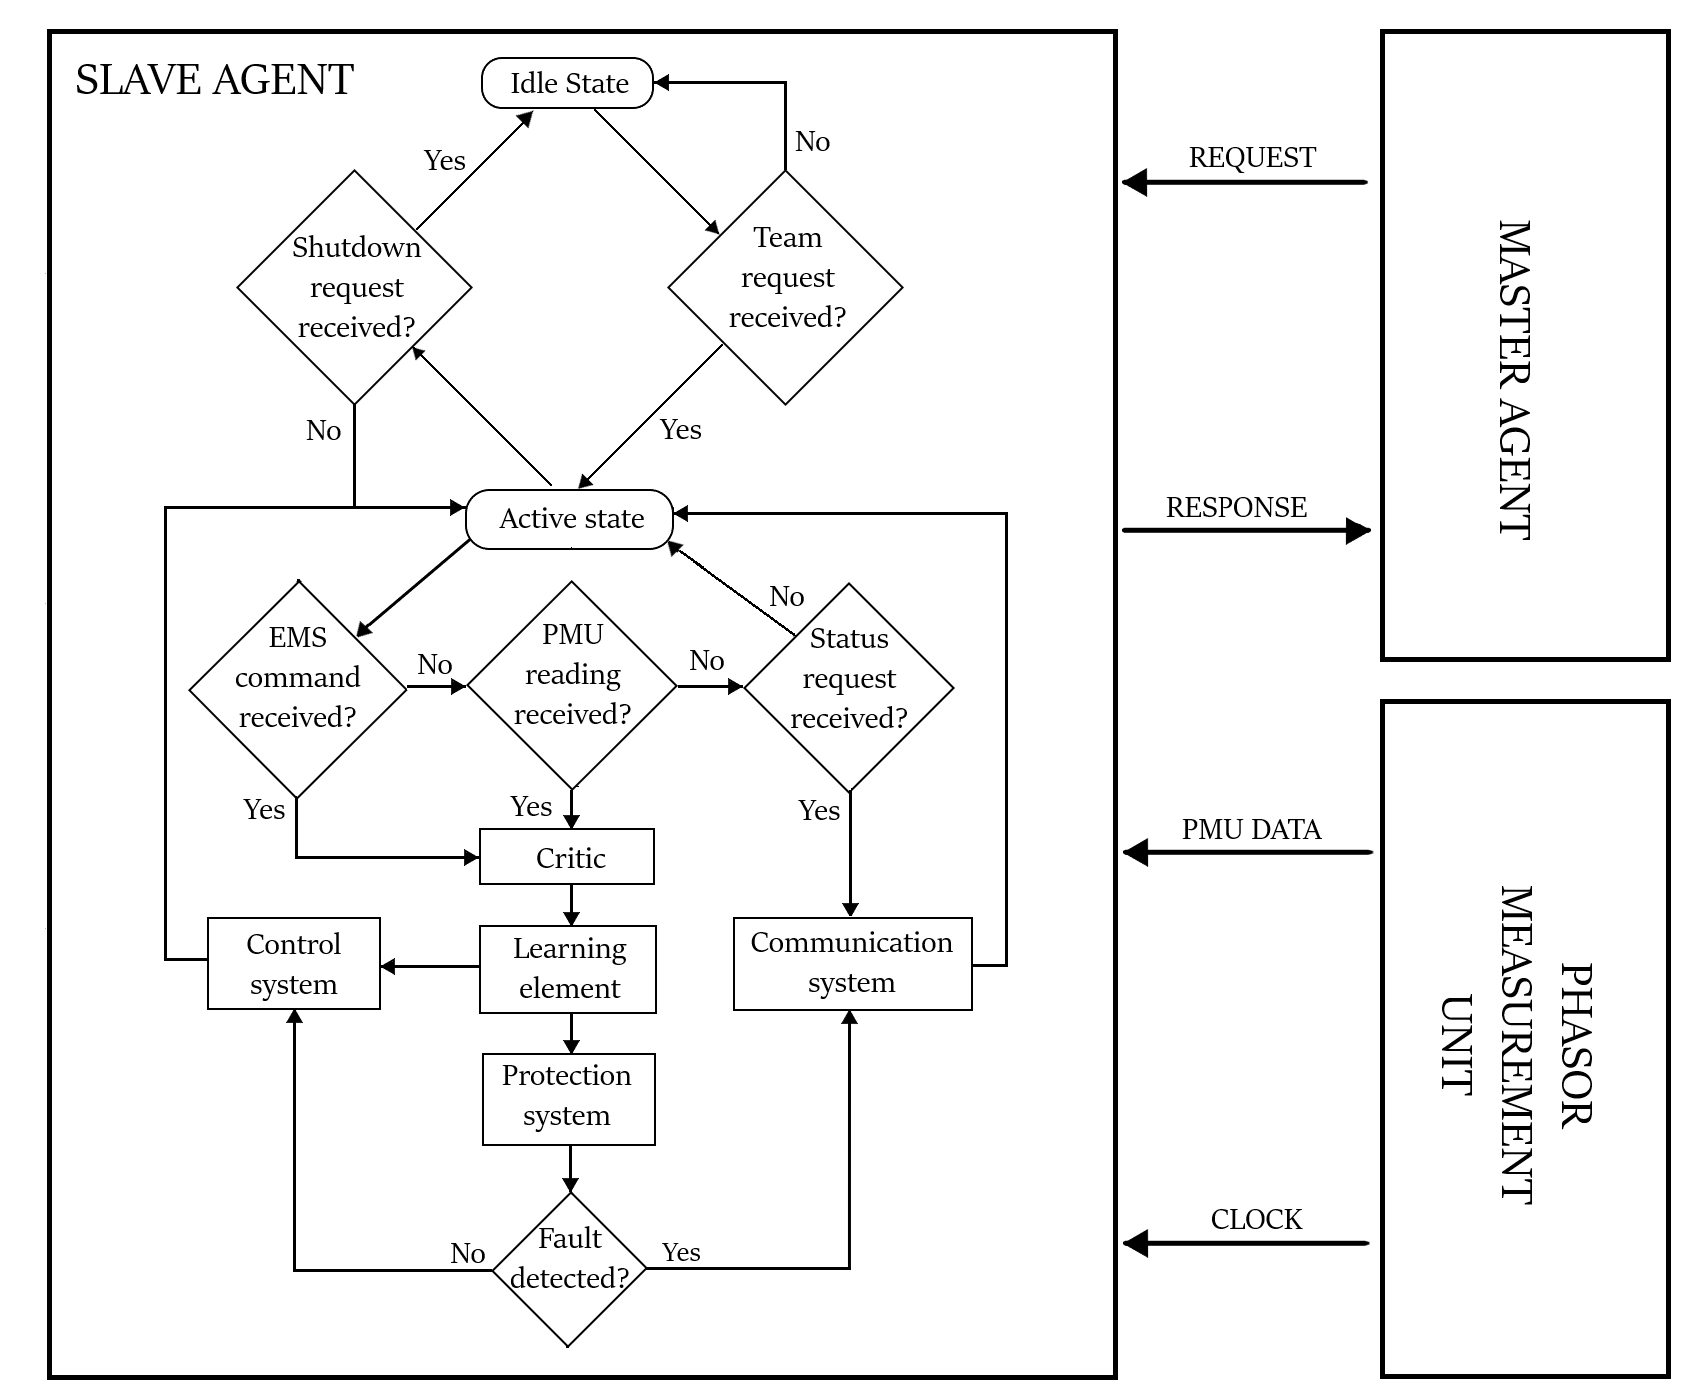 SLAVE AGENT
Idle State
Yes
No
Shutdown
request
received?
Team
request
received?
No
Yes
Active state
No
EMS
command
received?
No
PMU
reading
received?
No
Status
request
received?
Yes
Yes
Yes
Critic
Control
system
Learning
element
Communication
system
Protection
system
No
Fault
detected?
Yes
REQUEST
RESPONSE
PMU DATA
CLOCK
MASTER AGENT
PHASOR
MEASUREMENT
UNIT